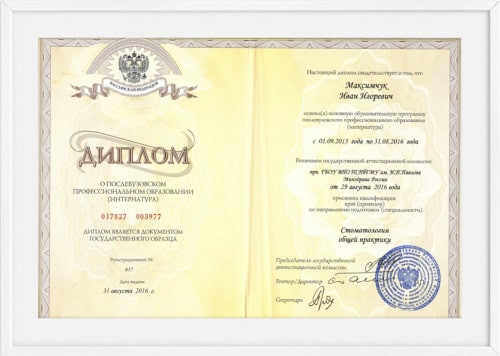 РОССИЙСКАЯ ФЕДЕРАЦИЯ
ДИПЛОМ
О ПОСЛЕВУЗОВСКОМ
ПРОФЕССИОНАЛЬНОМ ОБРАЗОВАНИИ
(ИНТЕРНАТУРА)
017827 003977
ДИПЛОМ ЯВЛЯЕТСЯ ДОКУМЕНТОМ
ГОСУДАРСТВЕННОГО ОБРАЗЦА
Регистрационный №
617
Дата выдачи
31 августа 2016 г.
Настоящий диплом свидетельствует о том, что
Максимчук
Иван Игоревич
освоил(а) основную образовательную программу
послевузовского профессионального образования
(интернатура)
с 01.09.2015 года по 31.08.2016 года
Решением государственной аттестационной комиссии
при ГБОУ ВПО ПСПбГМУ им. И.П.Павлова
Минздрава России
от 29 августа 2016 года
присвоена квалификация
врач (провизор)
по направлению подготовки (специальности)
Стоматология
общей практики
Председатель государственной
аттестационной комиссии
Ректор/Директор
Секретарь